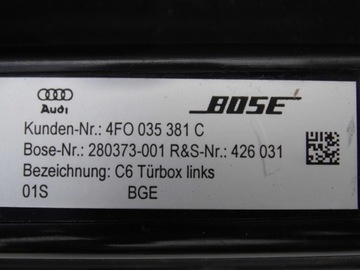 Audi BOSE
Kunden-Nr.: 4FO 035 381 C
Bose-Nr.: 280373-001 R&S-Nr.: 426 031
Bezeichnung: C6 Türbox links
01S BGE